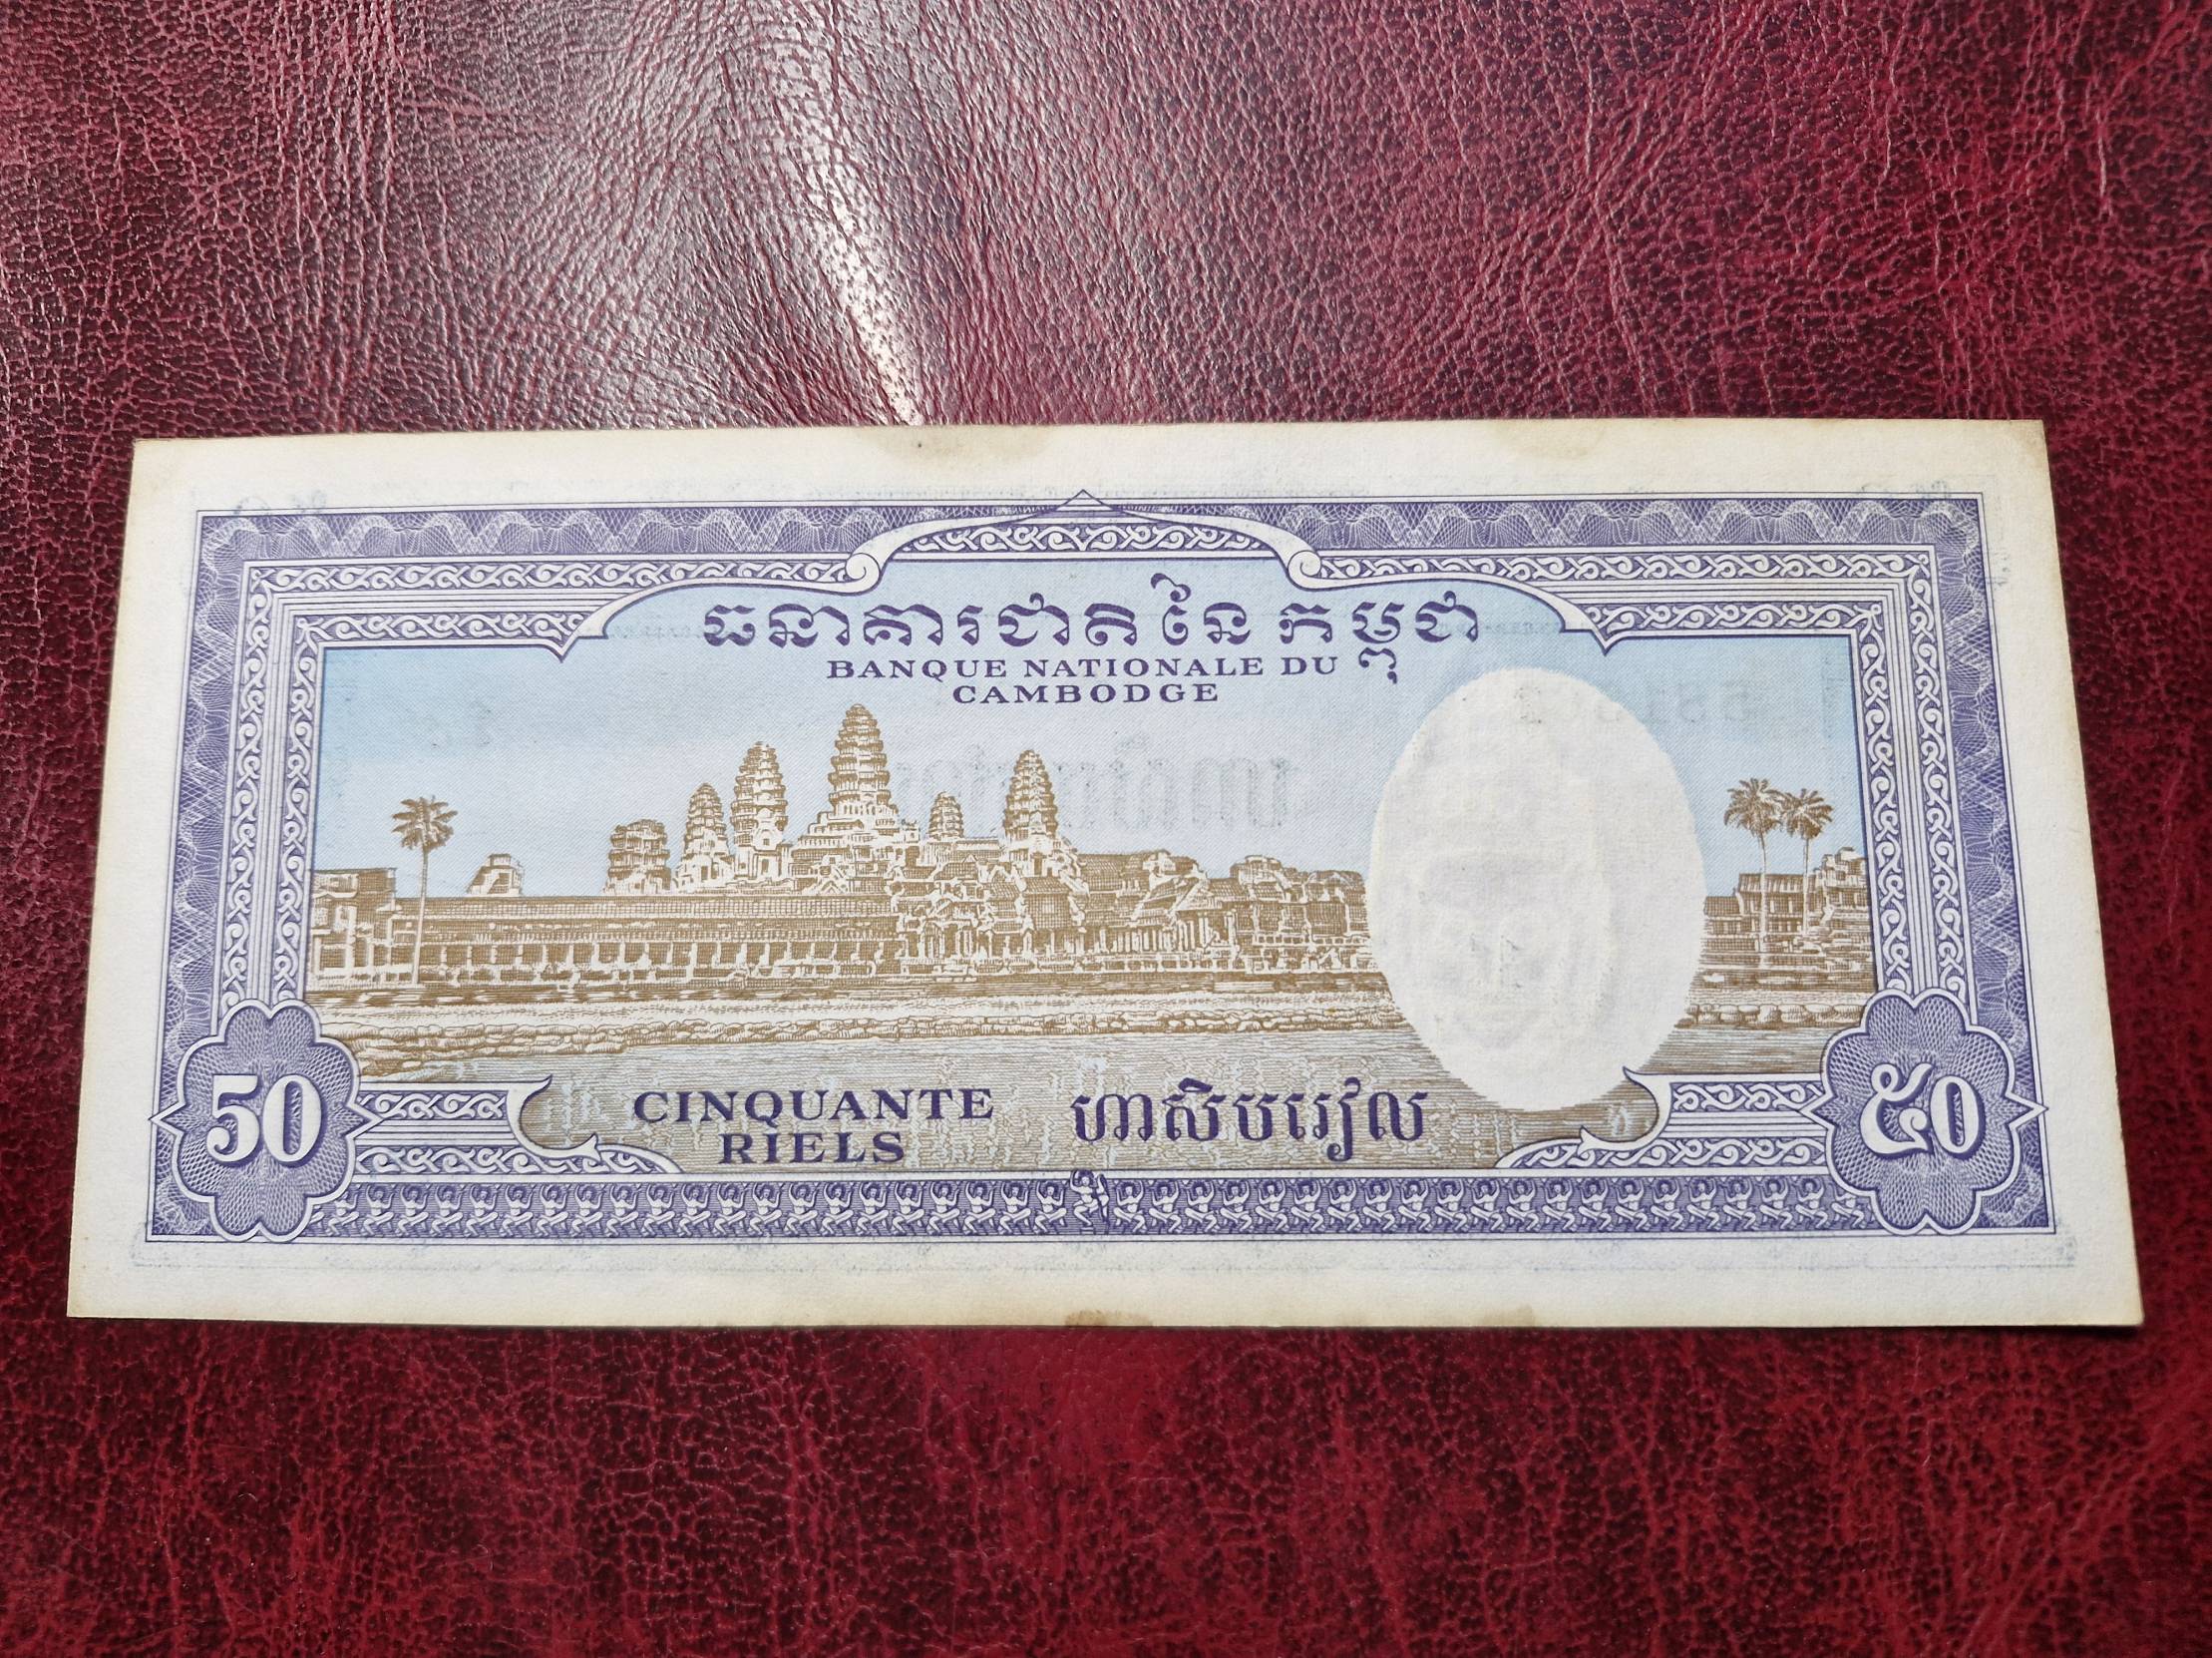 ធនាគារជាតិនៃកម្ពុជា
BANQUE NATIONALE DU
CAMBODGE
CINQUANTE
RIELS
ហាសិបរៀល
50
៥០